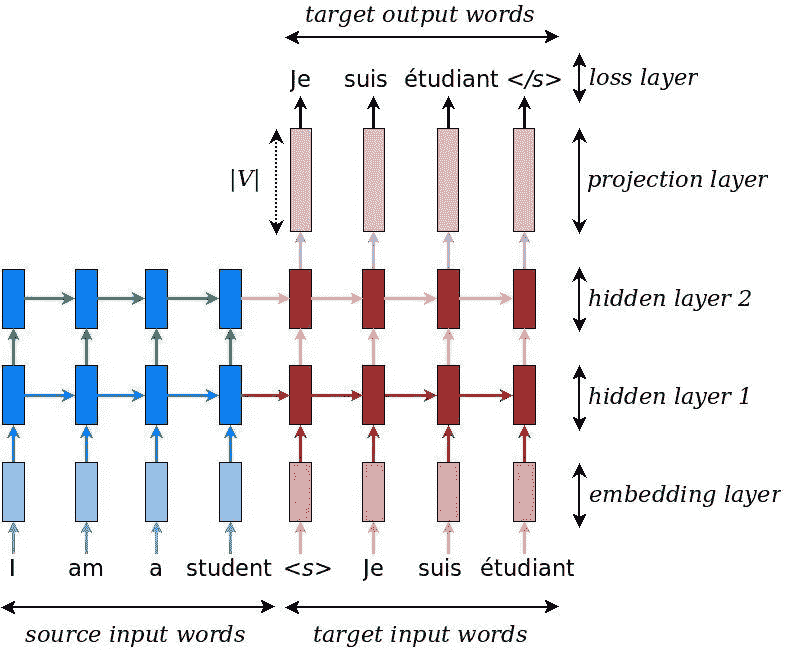 target output words
Je suis étudiant </s> loss layer
|V| projection layer
hidden layer 2
hidden layer 1
embedding layer
I am a student <s> Je suis étudiant
source input words target input words